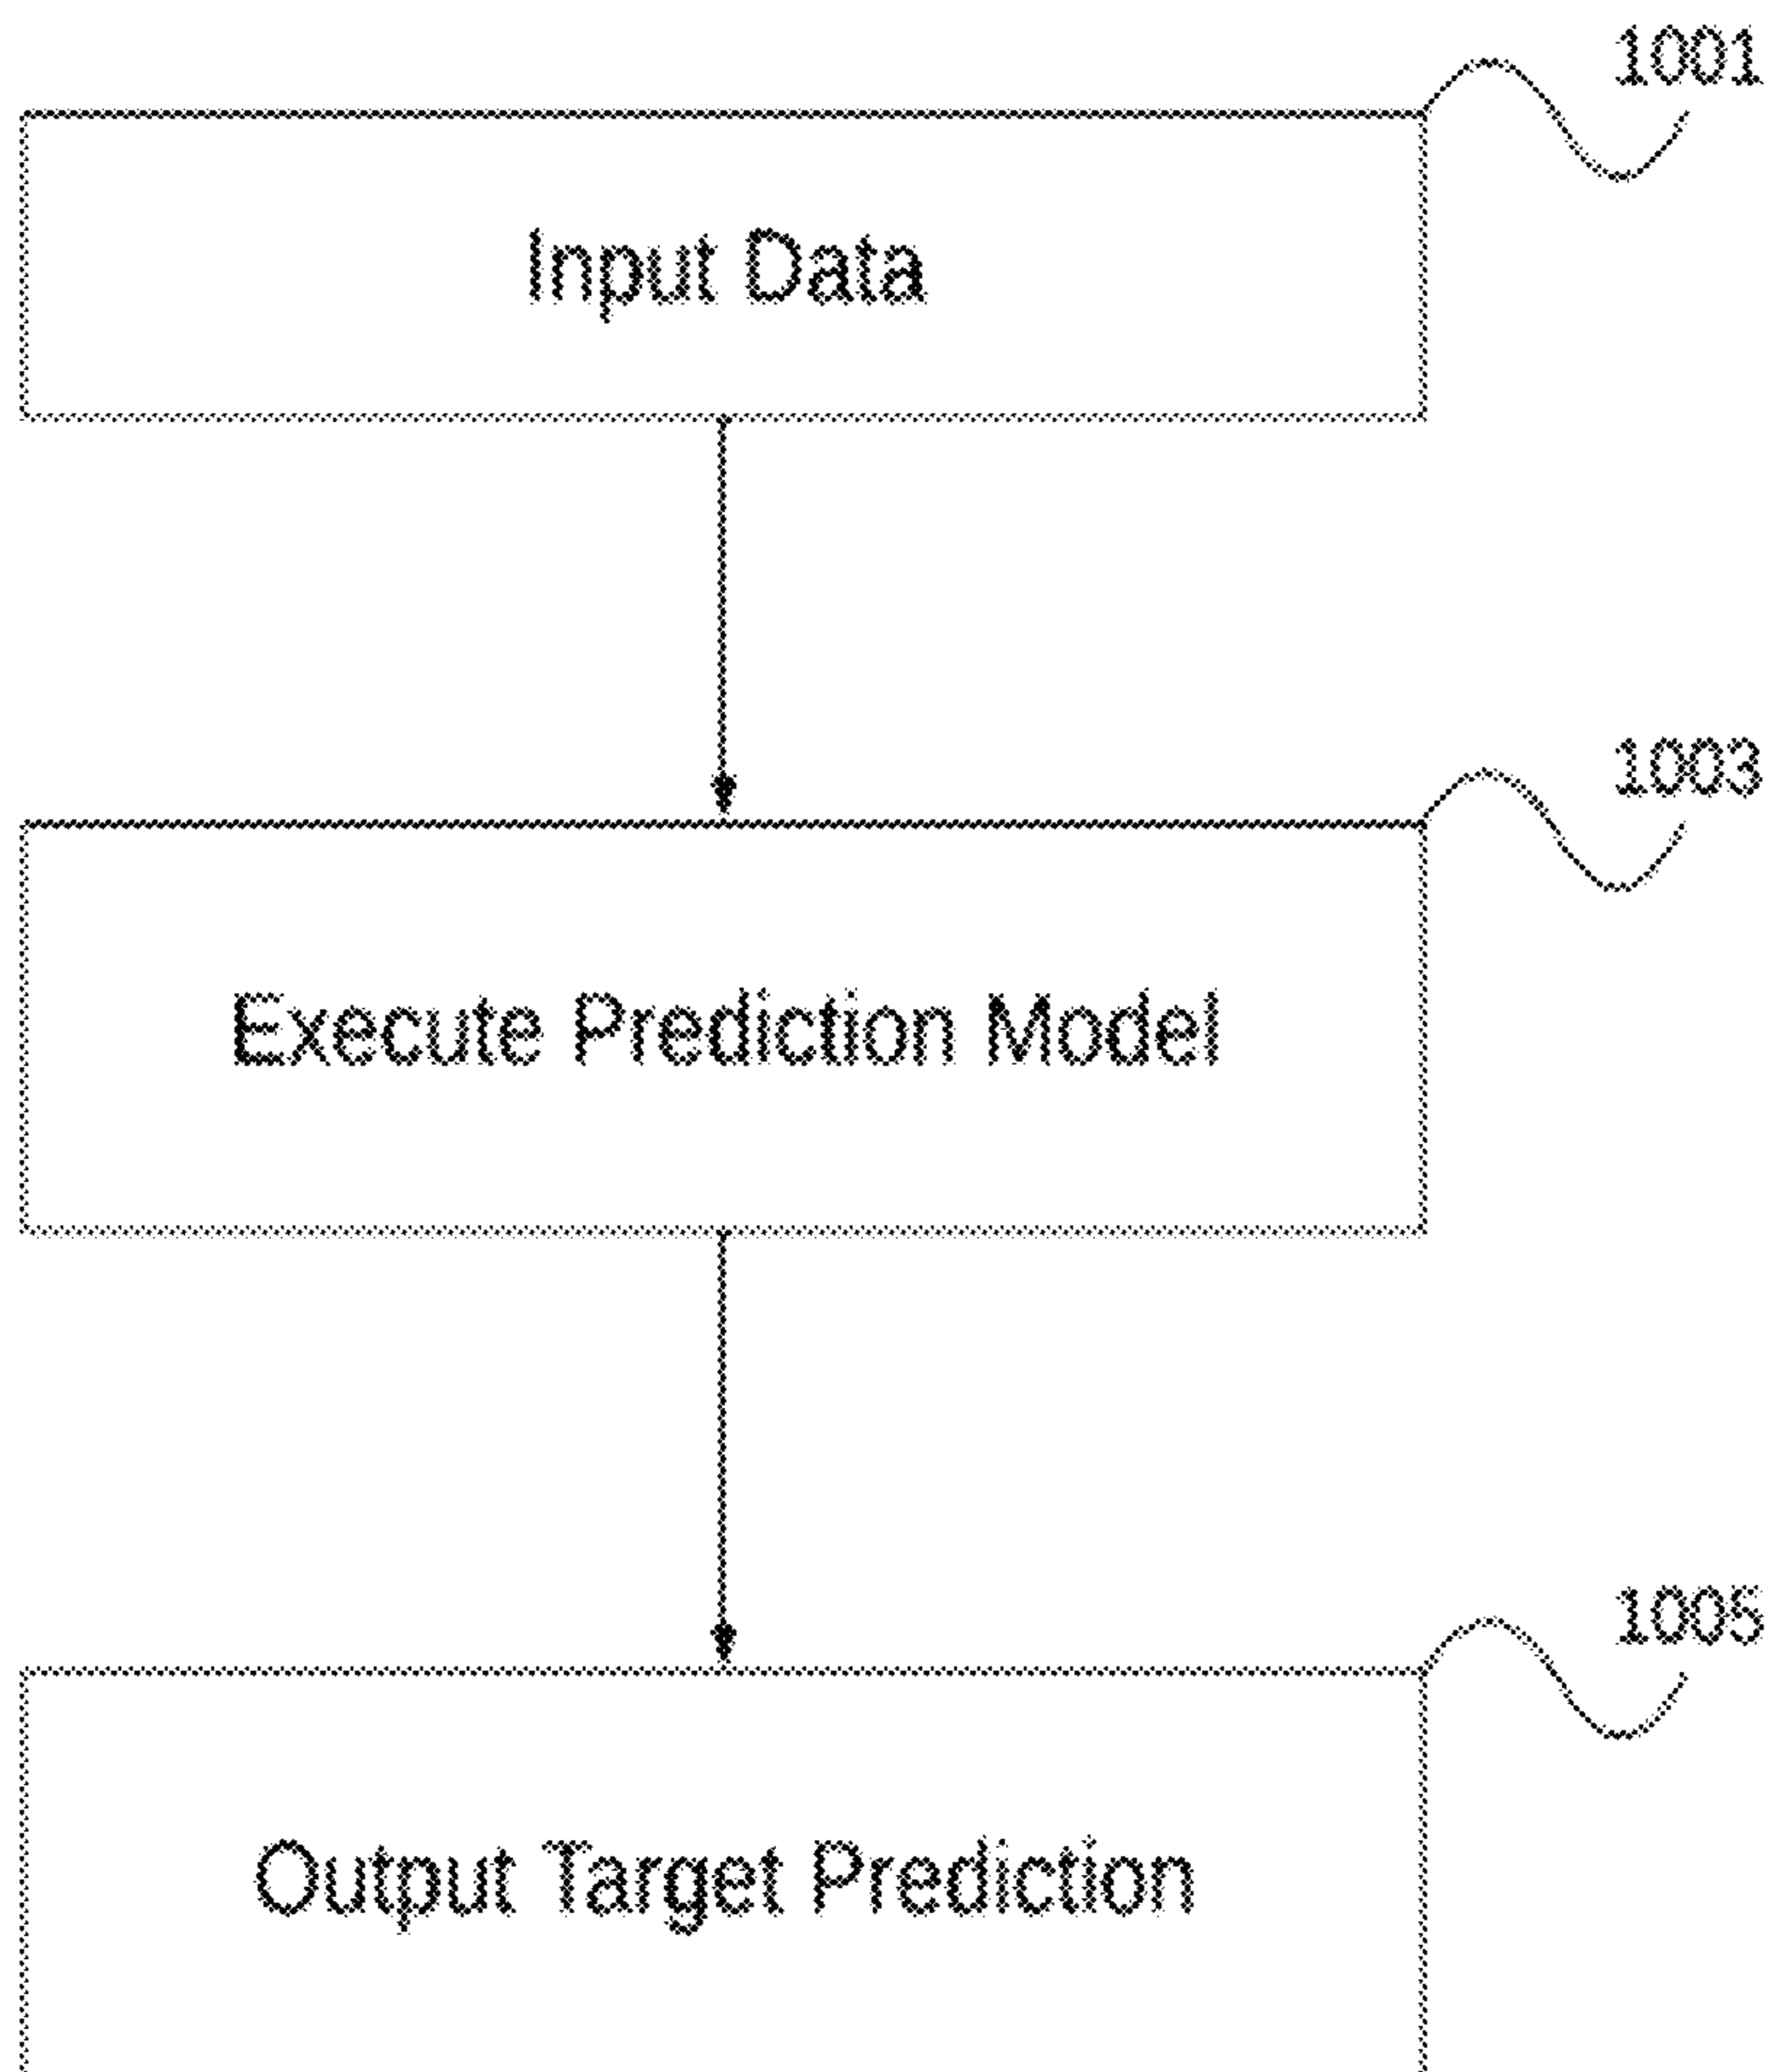 1001
Input Data
1003
Execute Prediction Model
1005
Output Target Prediction